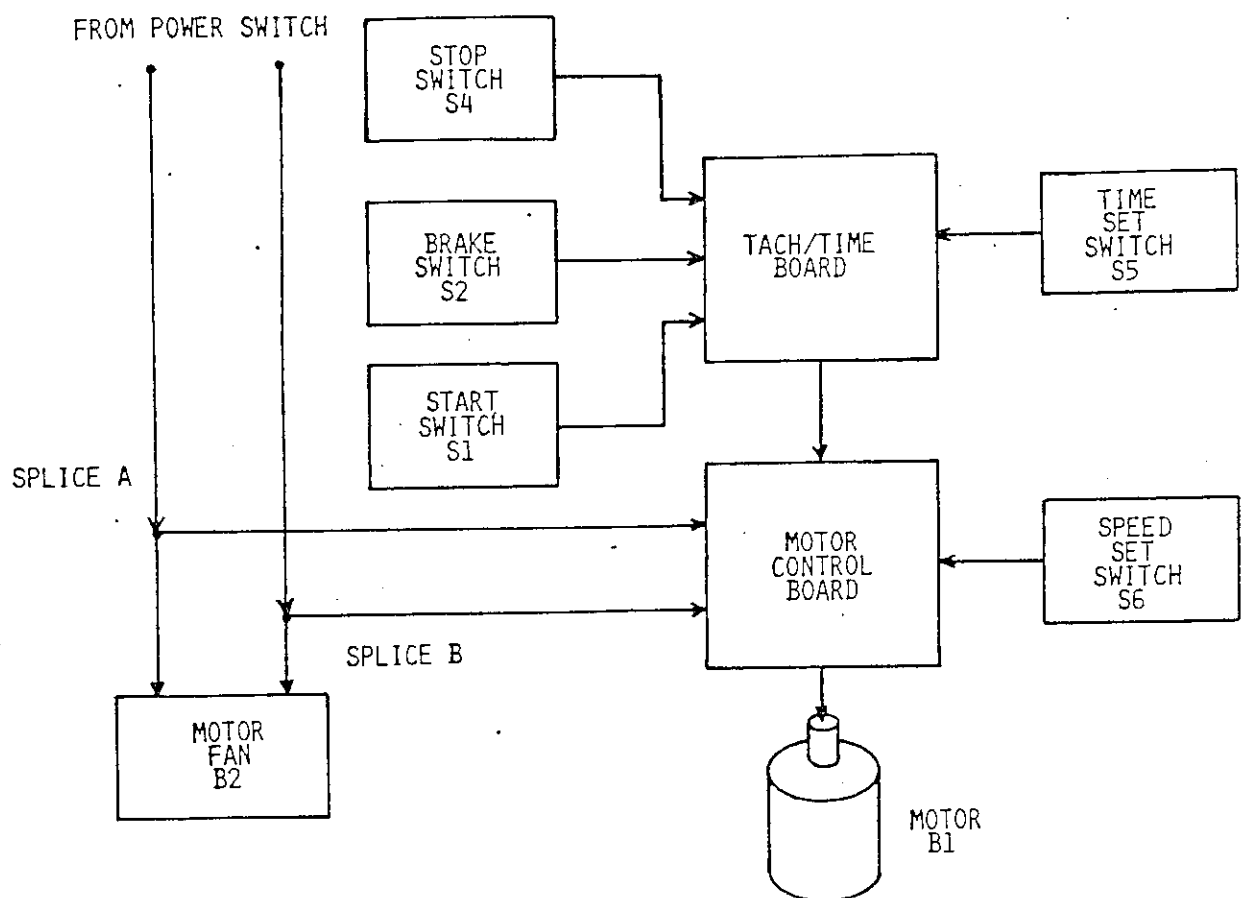 FROM POWER SWITCH
STOP
SWITCH
S4
BRAKE
SWITCH
S2
START
SWITCH
S1
TACH/TIME
BOARD
TIME
SET
SWITCH
S5
SPLICE A
MOTOR
CONTROL
BOARD
SPEED
SET
SWITCH
S6
SPLICE B
MOTOR
FAN
B2
MOTOR
B1